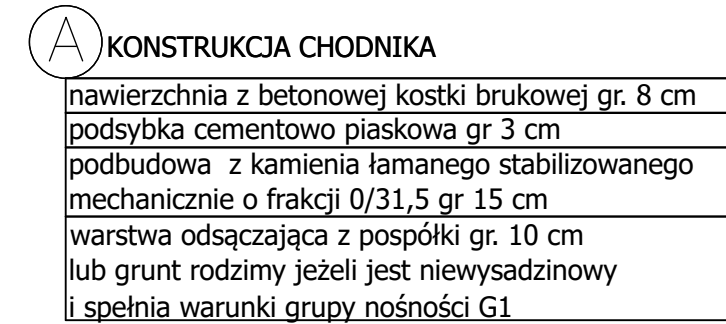 A KONSTRUKCJA CHODNIKA
nawierzchnia z betonowej kostki brukowej gr. 8 cm
podsybka cementowo piaskowa gr 3 cm
podbudowa z kamienia łamanego stabilizowanego
mechanicznie o frakcji 0/31,5 gr 15 cm
warstwa odsączająca z pospółki gr. 10 cm
lub grunt rodzimy jeżeli jest niewysadzinowy
i spełnia warunki grupy nośności G1